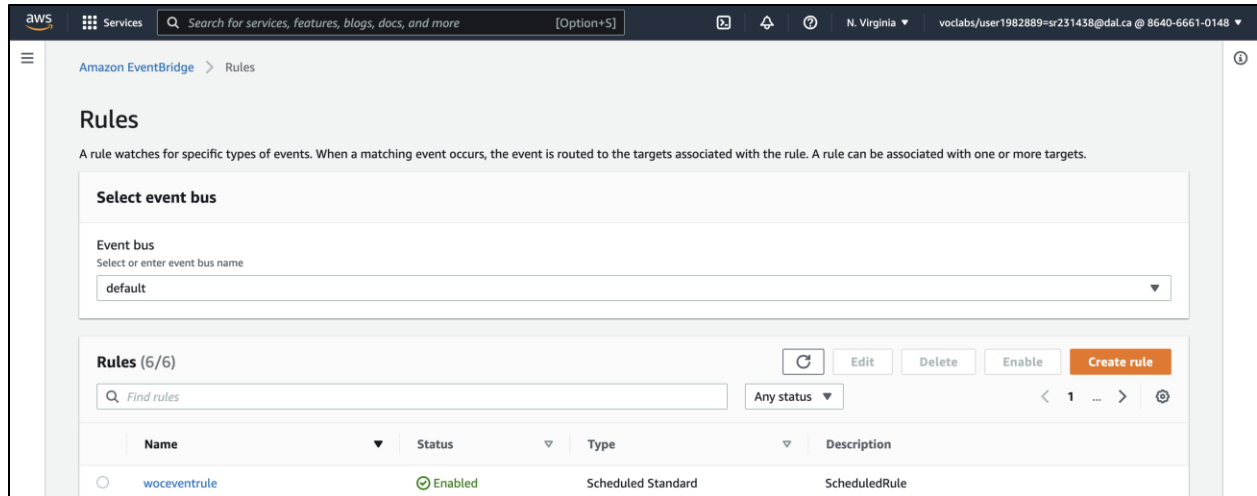 aws Services Search for services, features, blogs, docs, and more [Option+S] N. Virginia ▼ voclabs/user1982889=sr231438@dal.ca @ 8640-6661-0148 ▼
Amazon EventBridge > Rules
Rules
A rule watches for specific types of events. When a matching event occurs, the event is routed to the targets associated with the rule. A rule can be associated with one or more targets.
Select event bus
Event bus
Select or enter event bus name
default
Rules (6/6) Edit Delete Enable Create rule
Find rules Any status 1 ...
Name Status Type Description
woceventrule Enabled Scheduled Standard ScheduledRule